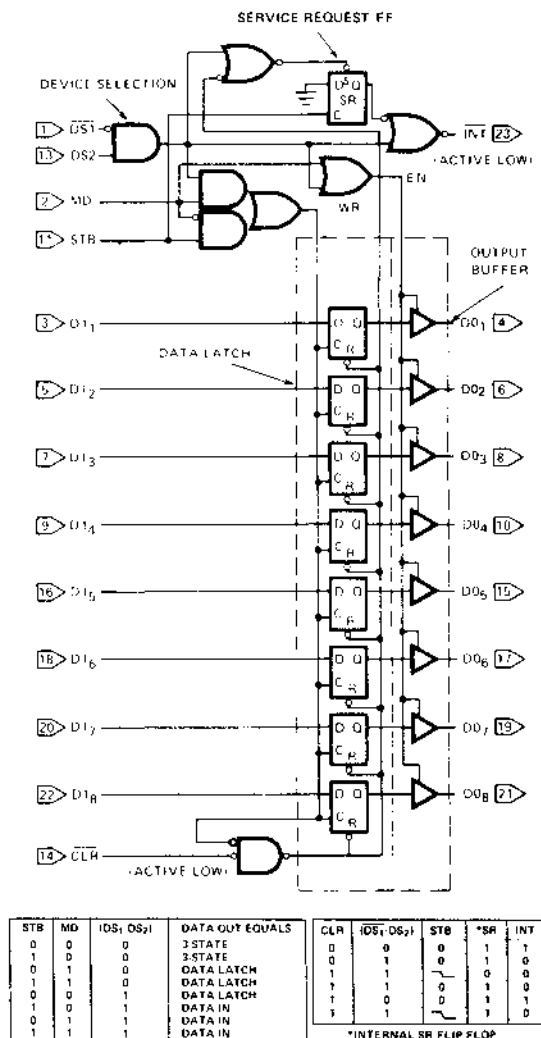 SERVICE REQUEST FF
DEVICE SELECTION
D S Q
SR
C
1 DS1
13 DS2
2 MD
STB
INT 23
(ACTIVE LOW)
EN
WR
OUTPUT BUFFER
DATA LATCH
3 DI1 D Q C R DO1 4
5 DI2 D Q C R DO2 6
7 DI3 D Q C R DO3 8
9 DI4 D Q C R DO4 10
16 DI5 D Q C R DO5 15
18 DI6 D Q C R DO6 17
20 DI7 D Q C R DO7 19
22 DI8 D Q C R DO8 21
14 CLR
(ACTIVE LOW)
STB MD (DS1 DS2) DATA OUT EQUALS
0 0 0 3-STATE
1 0 0 3-STATE
0 1 0 DATA LATCH
1 1 0 DATA LATCH
0 0 1 DATA LATCH
1 0 1 DATA IN
0 1 1 DATA IN
1 1 1 DATA IN
CLR (DS1·DS2) STB *SR INT
0 0 0 1 1
0 1 0 1 0
1 1 0 0
1 1 0 1 0
1 0 0 1 1
1 1 1 0
*INTERNAL SR FLIP FLOP